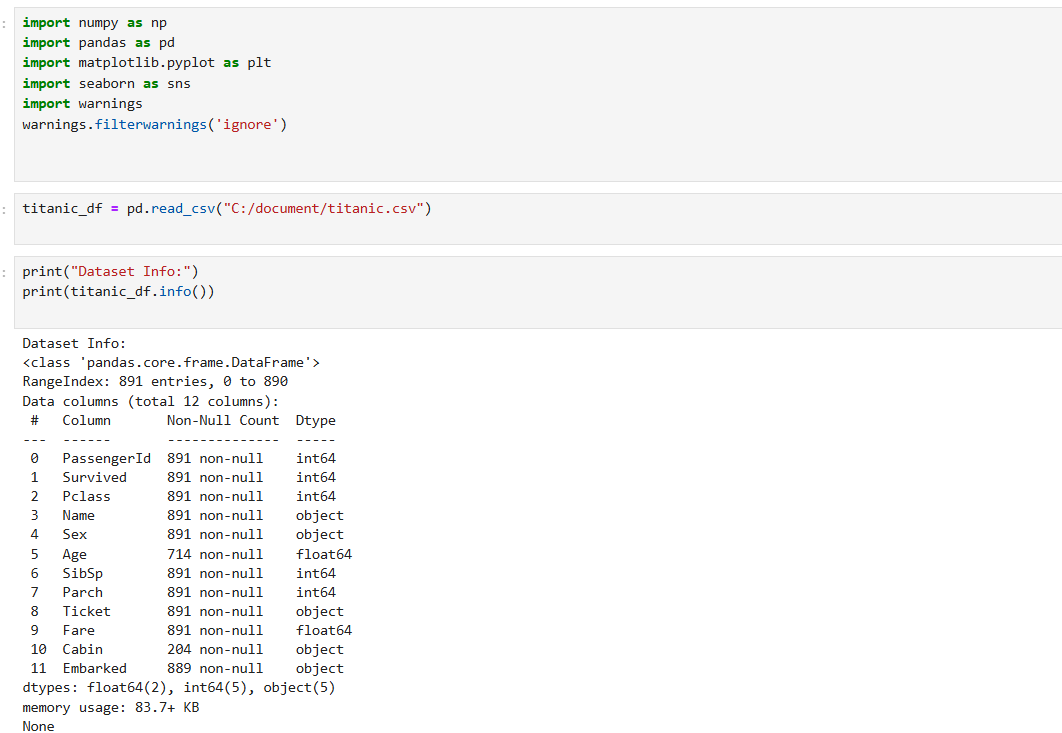 import numpy as np
import pandas as pd
import matplotlib.pyplot as plt
import seaborn as sns
import warnings
warnings.filterwarnings('ignore')
titanic_df = pd.read_csv("C:/document/titanic.csv")
print("Dataset Info:")
print(titanic_df.info())
Dataset Info:
<class 'pandas.core.frame.DataFrame'>
RangeIndex: 891 entries, 0 to 890
Data columns (total 12 columns):
 #   Column       Non-Null Count  Dtype
---  ------       --------------  -----
 0   PassengerId  891 non-null    int64
 1   Survived     891 non-null    int64
 2   Pclass       891 non-null    int64
 3   Name         891 non-null    object
 4   Sex          891 non-null    object
 5   Age          714 non-null    float64
 6   SibSp        891 non-null    int64
 7   Parch        891 non-null    int64
 8   Ticket       891 non-null    object
 9   Fare         891 non-null    float64
 10  Cabin        204 non-null    object
 11  Embarked     889 non-null    object
dtypes: float64(2), int64(5), object(5)
memory usage: 83.7+ KB
None